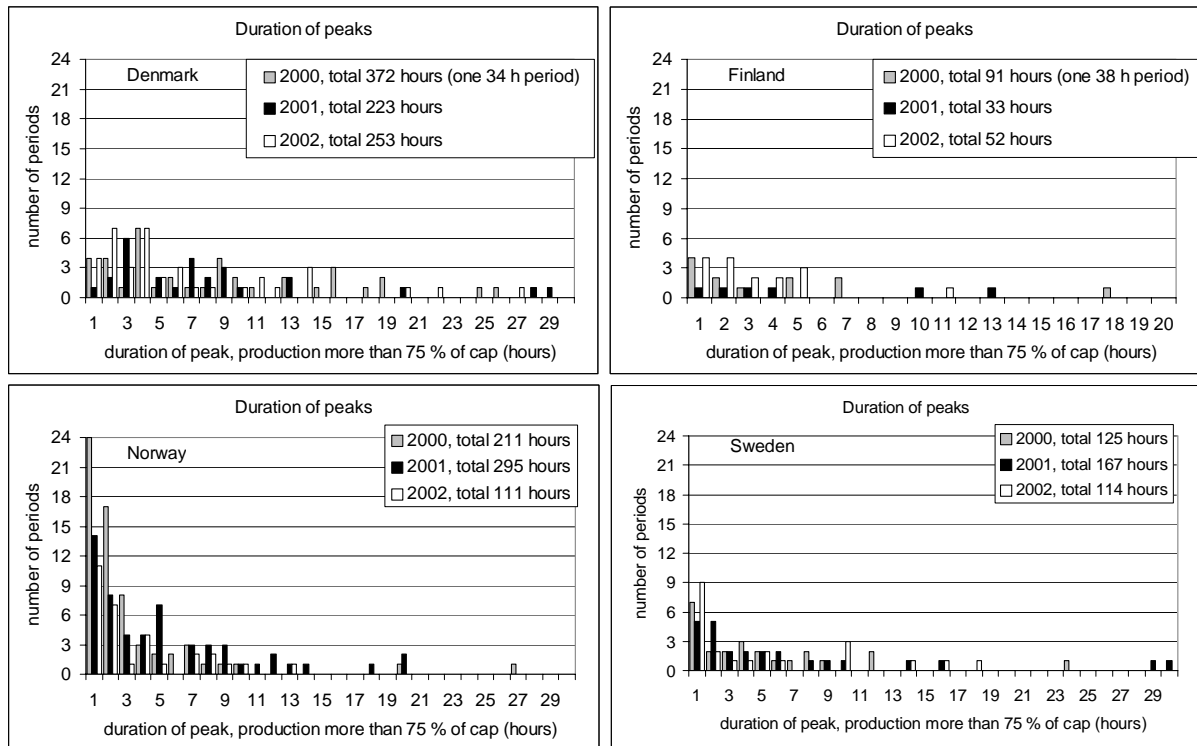 Duration of peaks
Denmark
2000, total 372 hours (one 34 h period)
2001, total 223 hours
2002, total 253 hours
number of periods
24
21
18
15
12
9
6
3
0
1 3 5 7 9 11 13 15 17 19 21 23 25 27 29
duration of peak, production more than 75 % of cap (hours)
Duration of peaks
Finland
2000, total 91 hours (one 38 h period)
2001, total 33 hours
2002, total 52 hours
number of periods
24
21
18
15
12
9
6
3
0
1 2 3 4 5 6 7 8 9 10 11 12 13 14 15 16 17 18 19 20
duration of peak, production more than 75 % of cap (hours)
Duration of peaks
Norway
2000, total 211 hours
2001, total 295 hours
2002, total 111 hours
number of periods
24
21
18
15
12
9
6
3
0
1 3 5 7 9 11 13 15 17 19 21 23 25 27 29
duration of peak, production more than 75 % of cap (hours)
Duration of peaks
Sweden
2000, total 125 hours
2001, total 167 hours
2002, total 114 hours
number of periods
24
21
18
15
12
9
6
3
0
1 3 5 7 9 11 13 15 17 19 21 23 25 27 29
duration of peak, production more than 75 % of cap (hours)